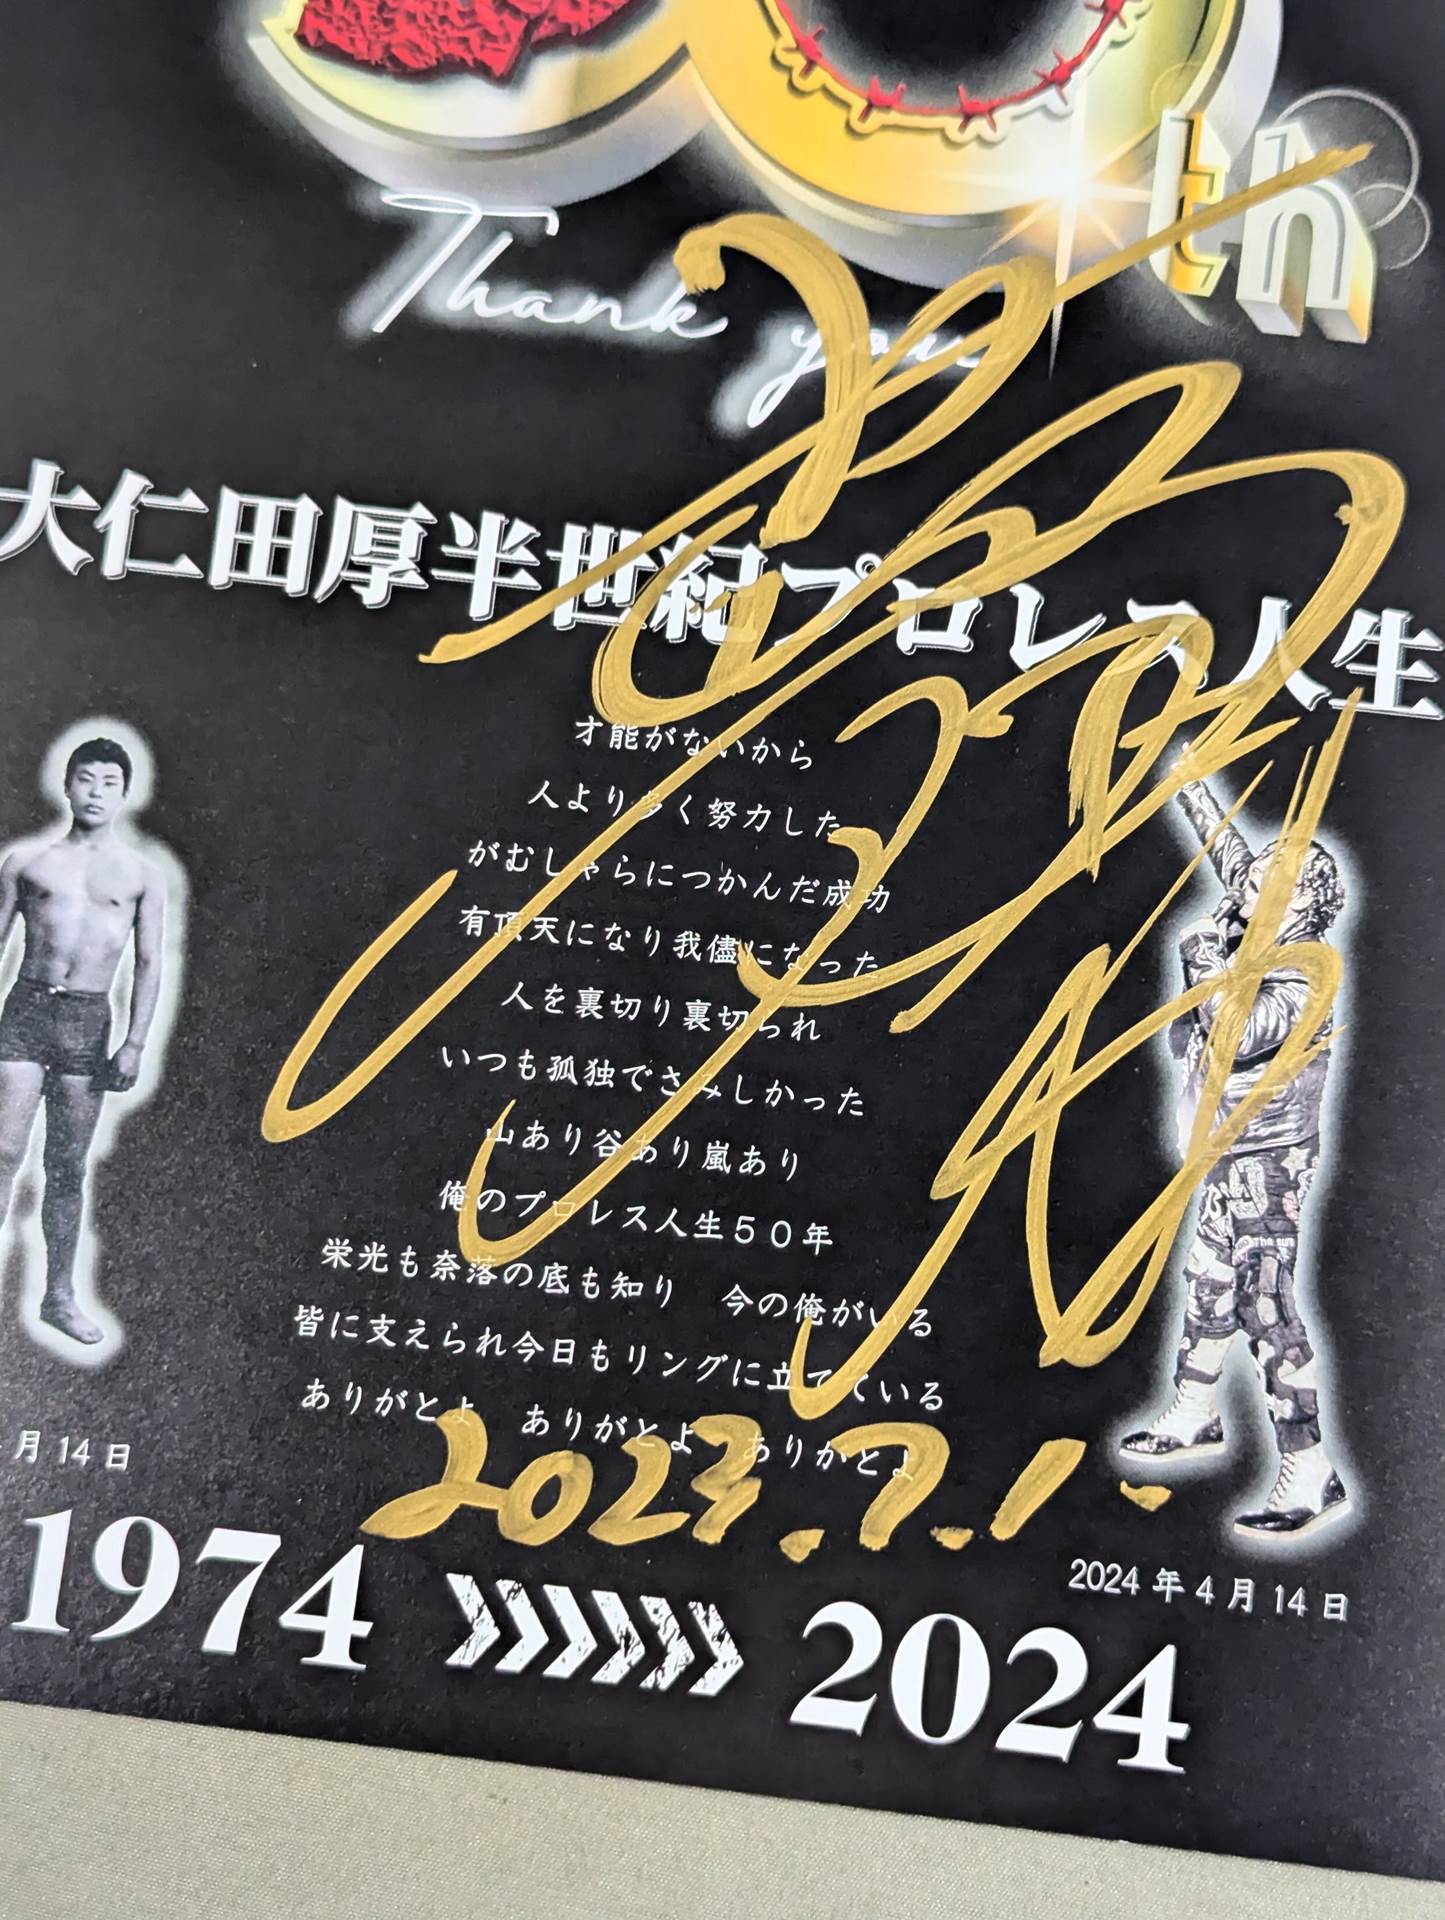 50th
Thank you
大仁田厚半世紀プロレス人生
才能がないから
人より多く努力した
がむしゃらにつかんだ成功
有頂天になり我儘になった
人を裏切り裏切られ
いつも孤独でさみしかった
山あり谷あり嵐あり
俺のプロレス人生５０年
栄光も奈落の底も知り　今の俺がいる
皆に支えられ今日もリングに立てている
ありがとよ　ありがとよ　ありがとよ
2023.7.1.
月 14 日
2024 年 4 月 14 日
1974
2024